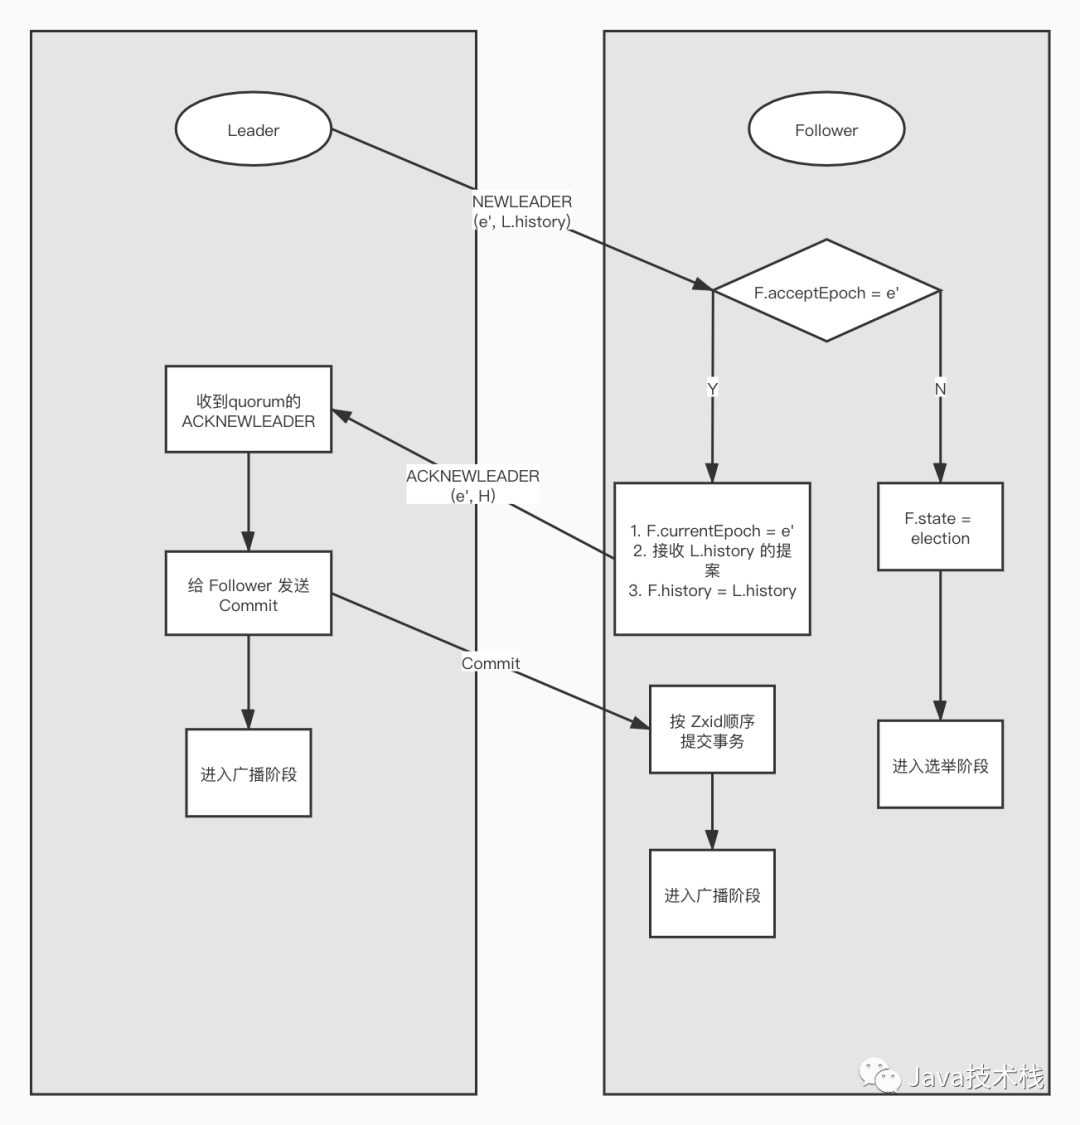 Leader
Follower
NEWLEADER
(e', L.history)
F.acceptEpoch = e'
Y
N
收到quorum的
ACKNEWLEADER
ACKNEWLEADER
(e', H)
1. F.currentEpoch = e'
2. 接收 L.history 的提
案
3. F.history = L.history
F.state =
election
给 Follower 发送
Commit
Commit
按 Zxid顺序
提交事务
进入广播阶段
进入选举阶段
进入广播阶段
Java技术栈